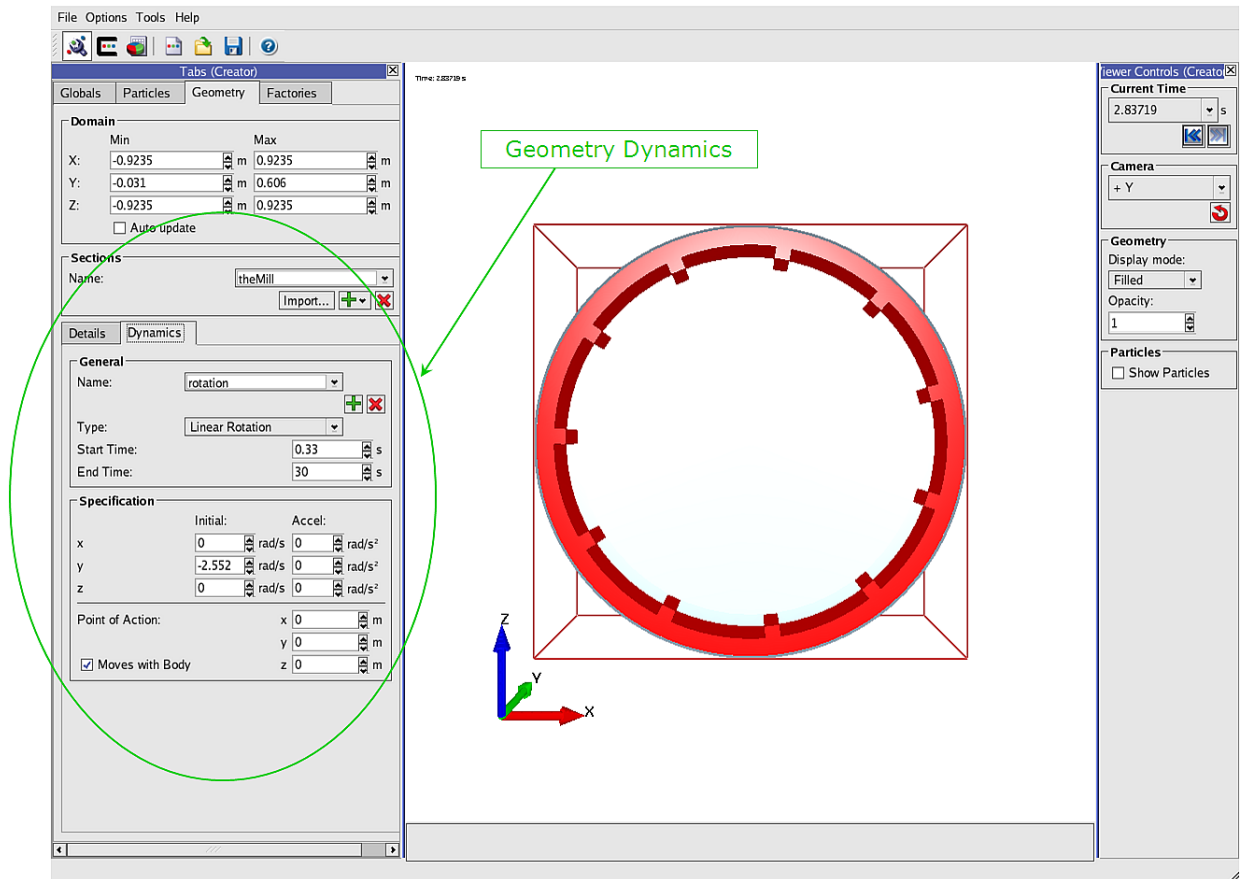 File Options Tools Help
Tabs (Creator)
Globals Particles Geometry Factories
Domain
Min Max
X: -0.9235 m 0.9235 m
Y: -0.031 m 0.606 m
Z: -0.9235 m 0.9235 m
Auto update
Sections
Name: theMill
Import...
Details Dynamics
General
Name: rotation
Type: Linear Rotation
Start Time: 0.33 s
End Time: 30 s
Specification
Initial: Accel:
x 0 rad/s 0 rad/s²
y -2.552 rad/s 0 rad/s²
z 0 rad/s 0 rad/s²
Point of Action: x 0 m
y 0 m
Moves with Body z 0 m
Time: 2.83719 s
Geometry Dynamics
Z
Y
X
iewer Controls (Creato
Current Time
2.83719 s
Camera
+ Y
Geometry
Display mode:
Filled
Opacity:
1
Particles
Show Particles